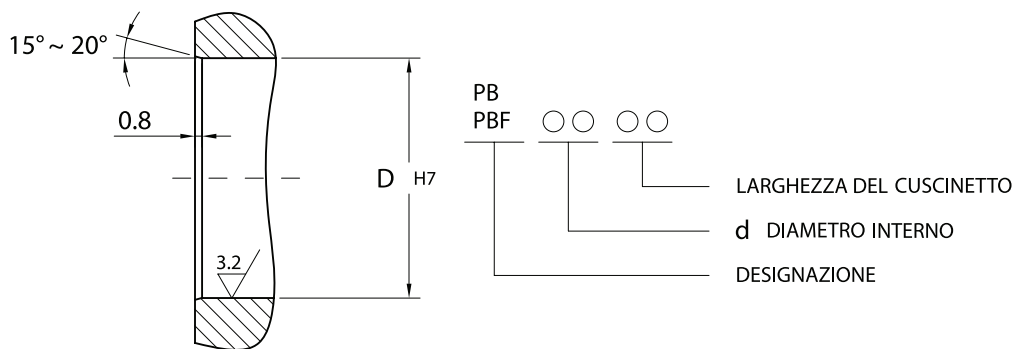 15° ~ 20°
0.8
D H7
3.2
PB
PBF
LARGHEZZA DEL CUSCINETTO
d DIAMETRO INTERNO
DESIGNAZIONE